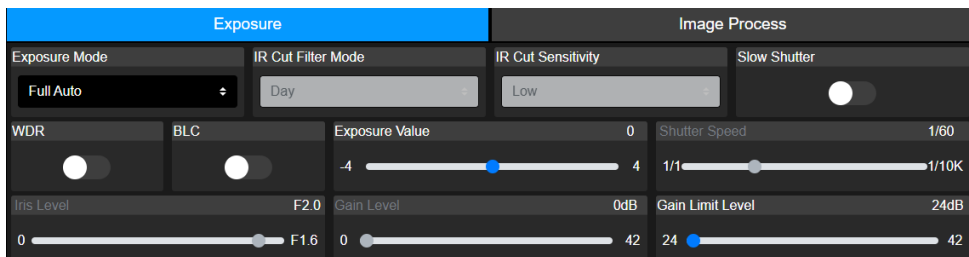 Exposure Image Process
Exposure Mode IR Cut Filter Mode IR Cut Sensitivity Slow Shutter
Full Auto Day Low
WDR BLC Exposure Value 0 Shutter Speed 1/60
-4 4 1/1 1/10K
Iris Level F2.0 Gain Level 0dB Gain Limit Level 24dB
0 F1.6 0 42 24 42